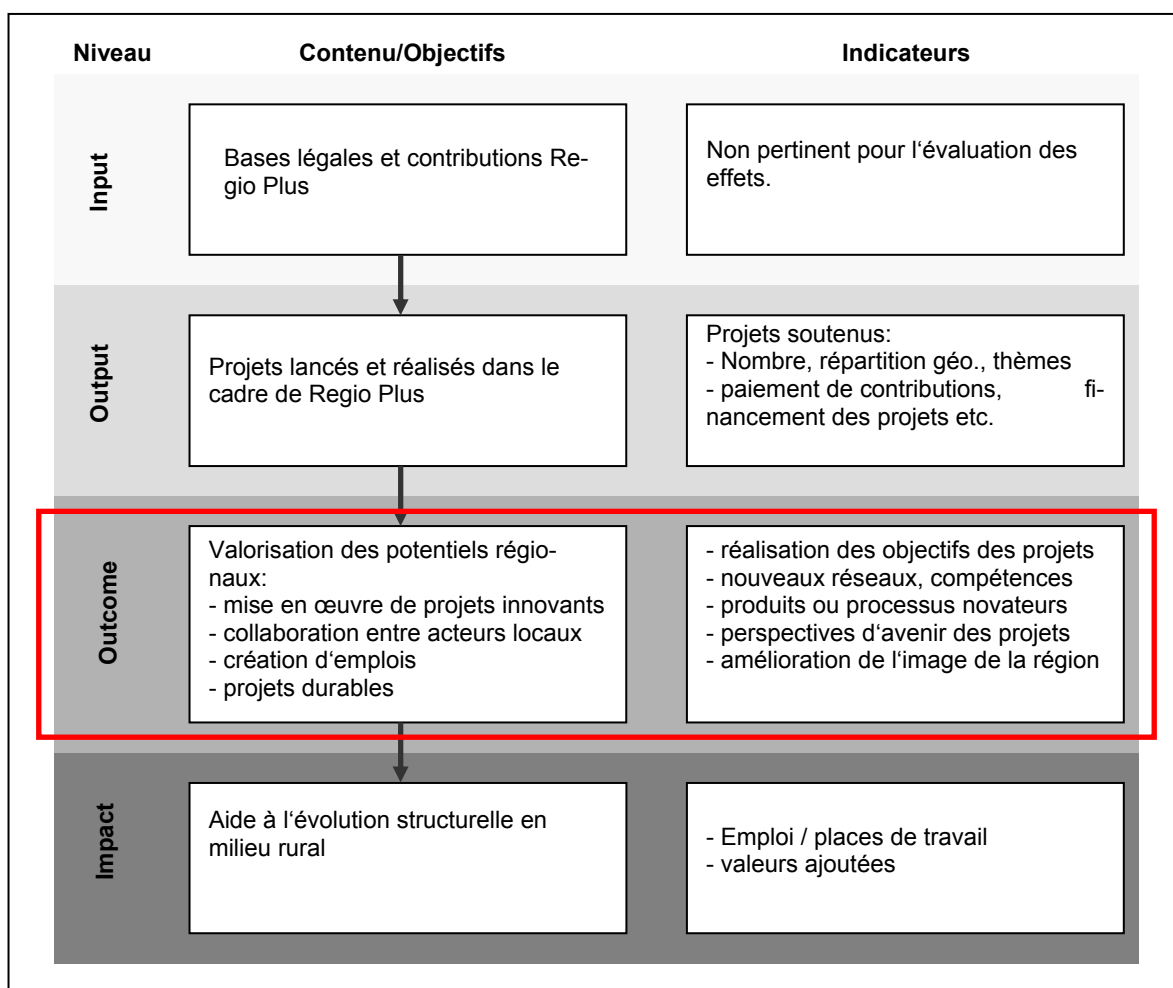 Niveau Contenu/Objectifs Indicateurs
Input
Bases légales et contributions Re-
gio Plus
Non pertinent pour l‘évaluation des
effets.
Output
Projets lancés et réalisés dans le
cadre de Regio Plus
Projets soutenus:
- Nombre, répartition géo., thèmes
- paiement de contributions, fi-
nancement des projets etc.
Outcome
Valorisation des potentiels régio-
naux:
- mise en œuvre de projets innovants
- collaboration entre acteurs locaux
- création d‘emplois
- projets durables
- réalisation des objectifs des projets
- nouveaux réseaux, compétences
- produits ou processus novateurs
- perspectives d‘avenir des projets
- amélioration de l‘image de la région
Impact
Aide à l‘évolution structurelle en
milieu rural
- Emploi / places de travail
- valeurs ajoutées